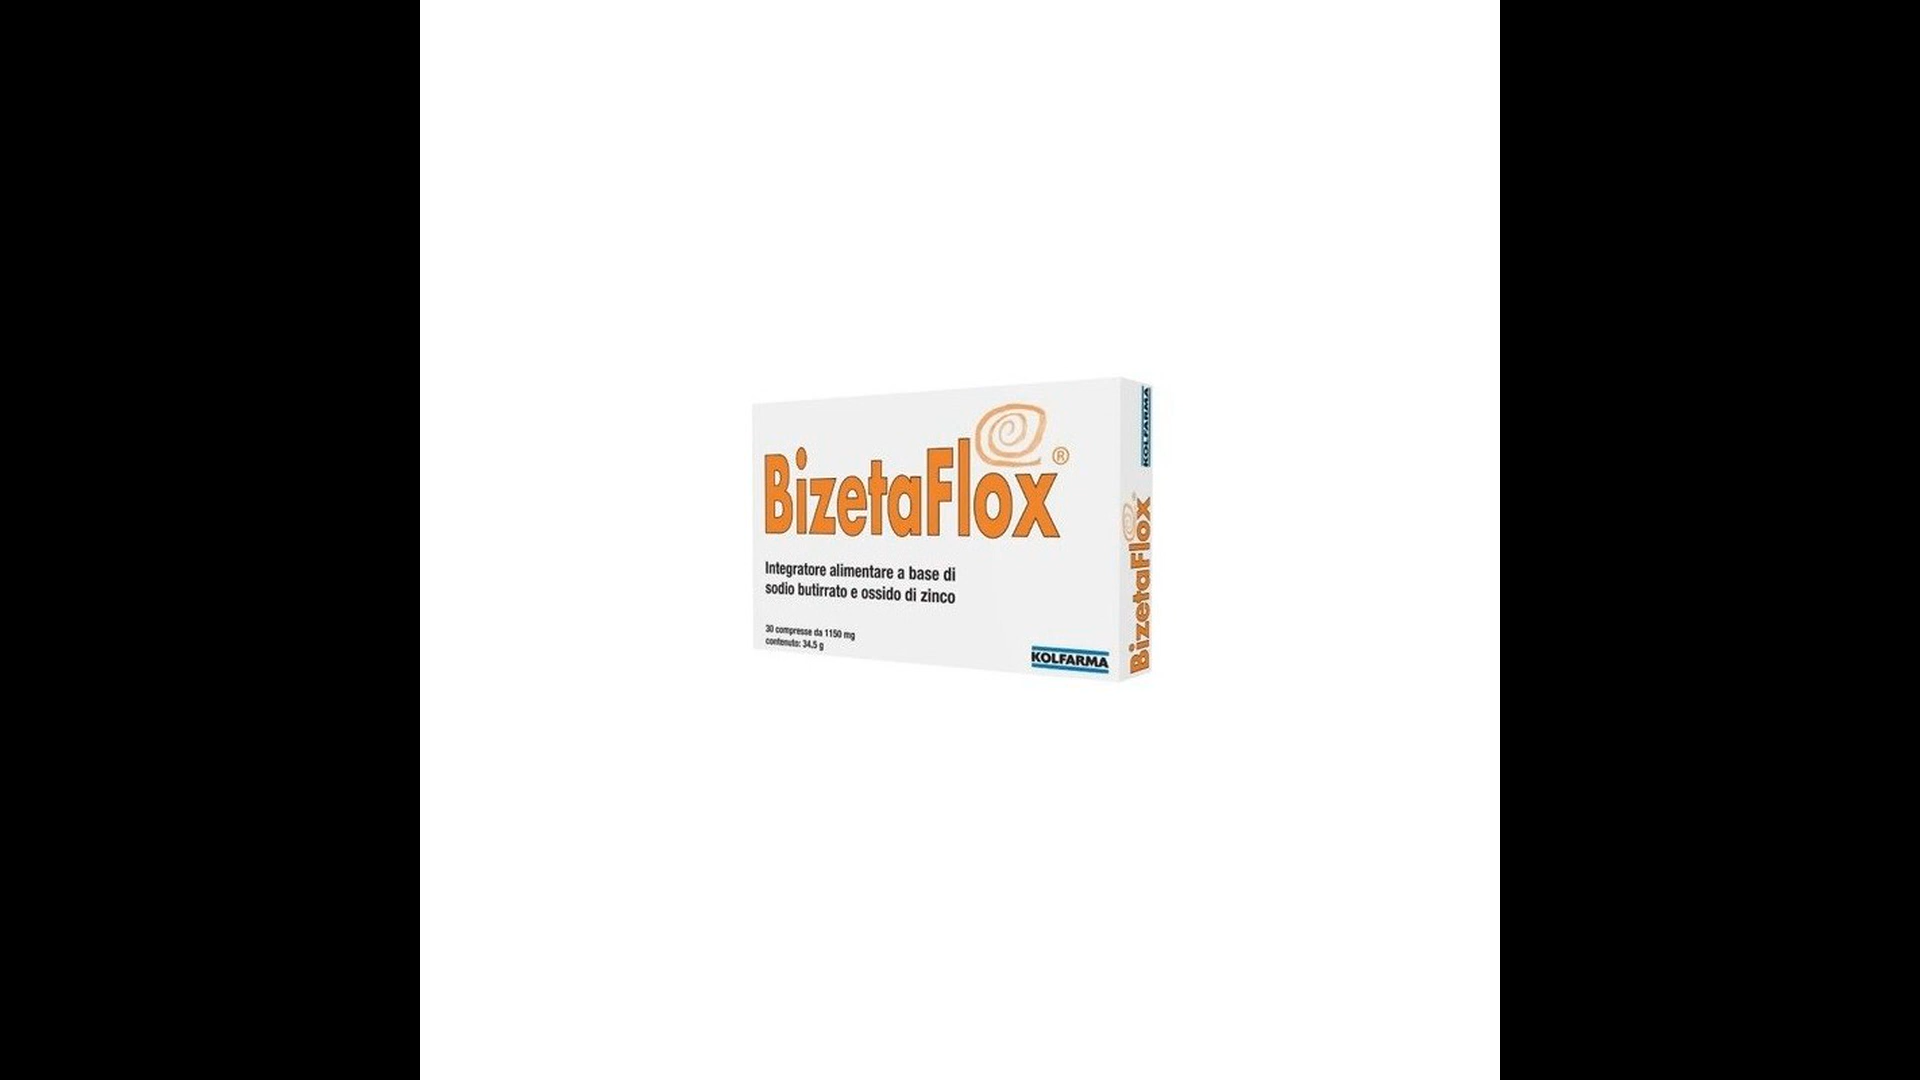 BizetaFlox®
Integratore alimentare a base di
sodio butirrato e ossido di zinco
30 compresse da 1150 mg
contenuto: 34.5 g
KOLFARMA
KOLFARMA
BizetaFlox